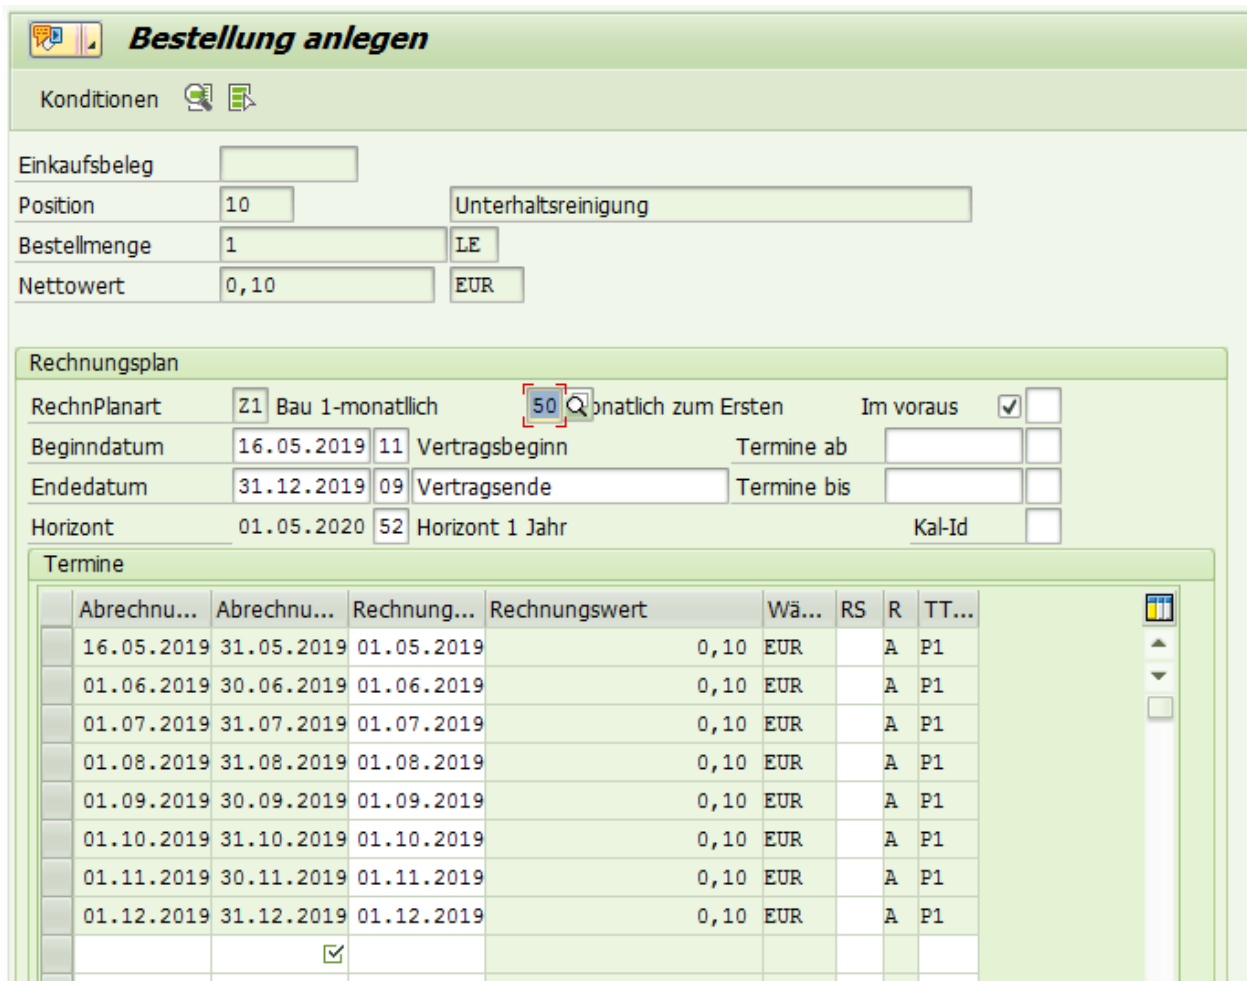 Bestellung anlegen
Konditionen
Einkaufsbeleg
Position 10 Unterhaltsreinigung
Bestellmenge 1 LE
Nettowert 0,10 EUR
Rechnungsplan
RechnPlanart Z1 Bau 1-monatllich 50 onatlich zum Ersten Im voraus
Beginndatum 16.05.2019 11 Vertragsbeginn Termine ab
Endedatum 31.12.2019 09 Vertragsende Termine bis
Horizont 01.05.2020 52 Horizont 1 Jahr Kal-Id
Termine
Abrechnu... Abrechnu... Rechnung... Rechnungswert Wä... RS R TT...
16.05.2019 31.05.2019 01.05.2019 0,10 EUR A P1
01.06.2019 30.06.2019 01.06.2019 0,10 EUR A P1
01.07.2019 31.07.2019 01.07.2019 0,10 EUR A P1
01.08.2019 31.08.2019 01.08.2019 0,10 EUR A P1
01.09.2019 30.09.2019 01.09.2019 0,10 EUR A P1
01.10.2019 31.10.2019 01.10.2019 0,10 EUR A P1
01.11.2019 30.11.2019 01.11.2019 0,10 EUR A P1
01.12.2019 31.12.2019 01.12.2019 0,10 EUR A P1